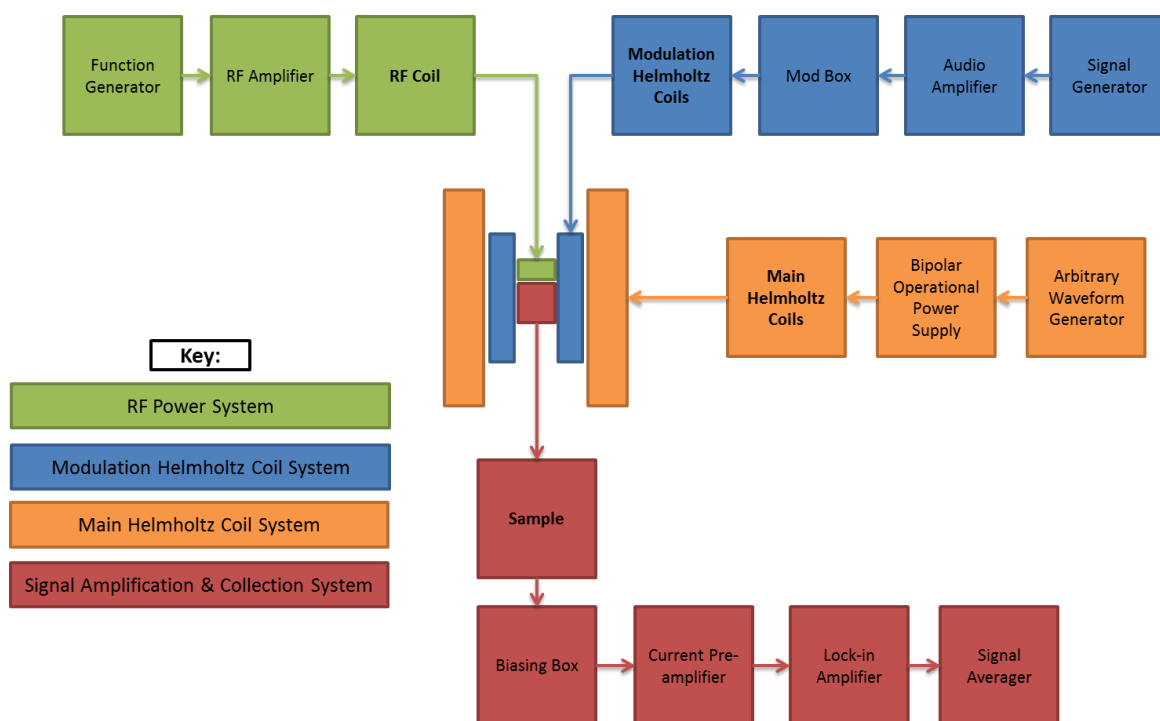 Function
Generator
RF Amplifier
RF Coil
Modulation
Helmholtz
Coils
Mod Box
Audio
Amplifier
Signal
Generator
Main
Helmholtz
Coils
Bipolar
Operational
Power
Supply
Arbitrary
Waveform
Generator
Key:
RF Power System
Modulation Helmholtz Coil System
Main Helmholtz Coil System
Signal Amplification & Collection System
Sample
Biasing Box
Current Pre-
amplifier
Lock-in
Amplifier
Signal
Averager